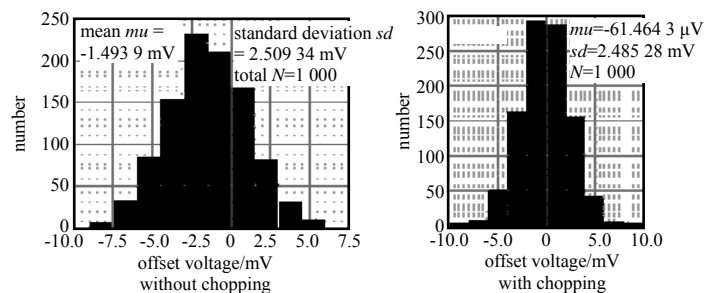 250
200
150
100
50
0
number
mean mu =
-1.493 9 mV
standard deviation sd
= 2.509 34 mV
total N=1 000
-10.0 -7.5 -5.0 -2.5 0 2.5 5.0 7.5
offset voltage/mV
without chopping
300
250
200
150
100
50
0
number
mu=-61.464 3 μV
sd=2.485 28 mV
N=1 000
-10.0 -5.0 0 5.0 10.0
offset voltage/mV
with chopping